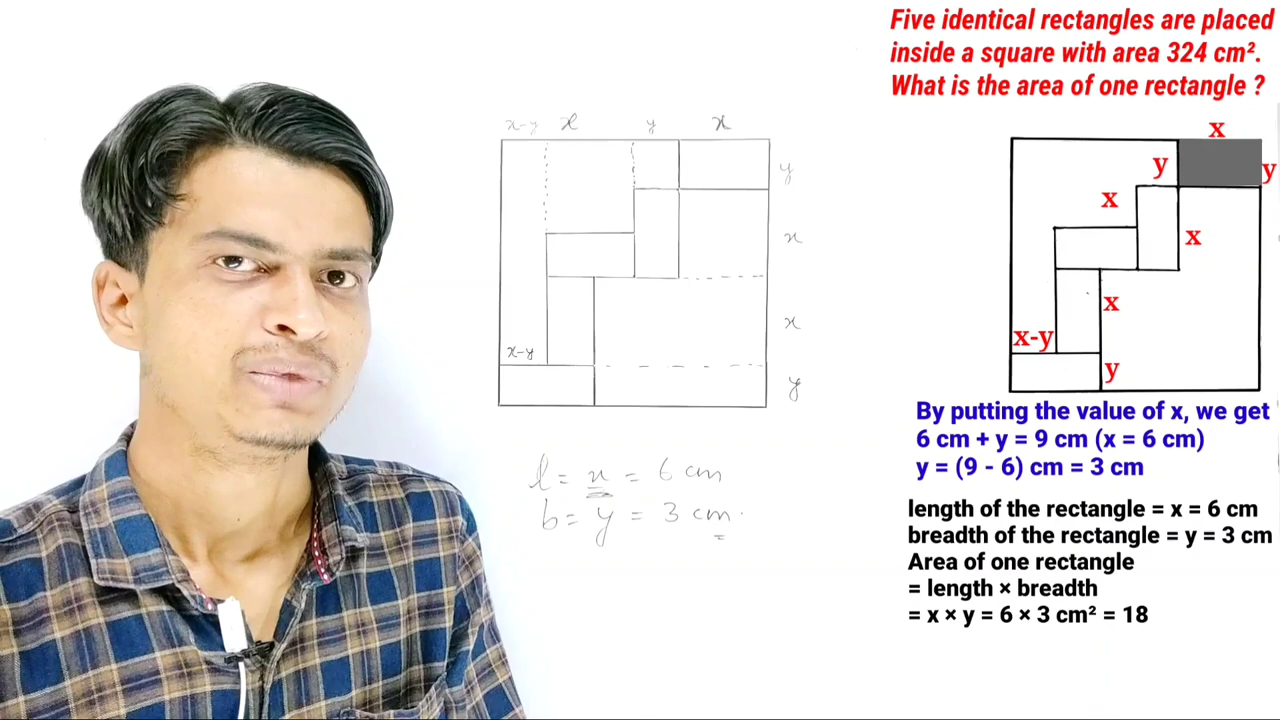 Five identical rectangles are placed
inside a square with area 324 cm².
What is the area of one rectangle ?
x-y x y x
y
x
x
x-y
y
l = x = 6 cm
b = y = 3 cm.
x
y y
x
x
x
x-y
y
By putting the value of x, we get
6 cm + y = 9 cm (x = 6 cm)
y = (9 - 6) cm = 3 cm
length of the rectangle = x = 6 cm
breadth of the rectangle = y = 3 cm
Area of one rectangle
= length × breadth
= x × y = 6 × 3 cm² = 18